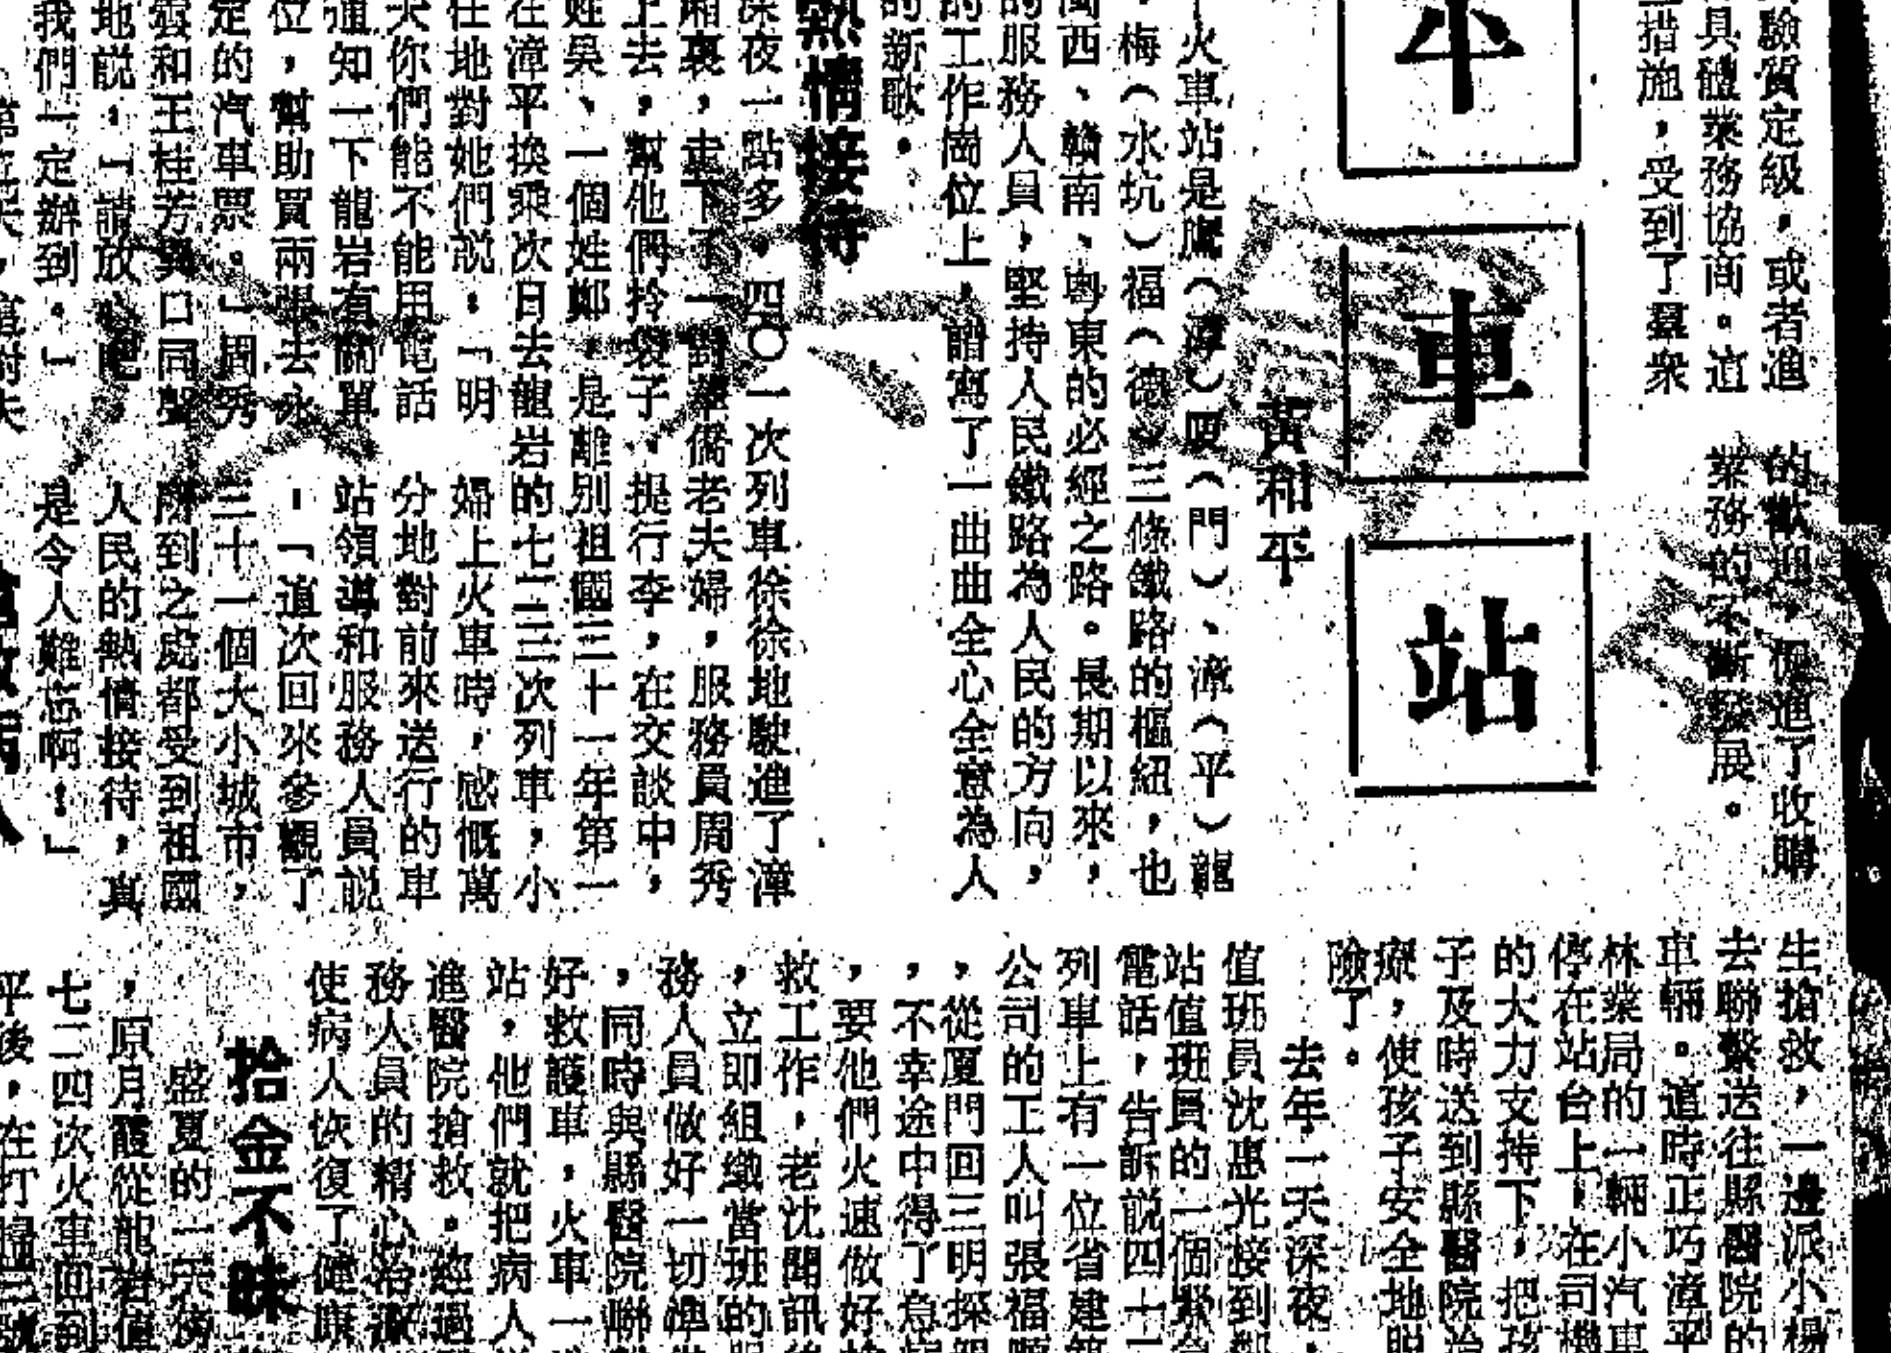 驗質定級，或者進
具體業務協商。這
措施，受到了羣衆
的歡迎，促進了收購
業務的不斷發展。
平
車
站
黃和平
火車站是鷹（潭）厦（門）、漳（平）龍
梅（水坑）福（德）三條鐵路的樞紐，也
閩西、贛南、粵東的必經之路。長期以來，
的服務人員，堅持人民鐵路為人民的方向，
的工作崗位上，譜寫了一曲曲全心全意為人
的新歌。
熱情接待
深夜一點多，四〇一次列車徐徐地駛進了漳
廂裏，走下了一對華僑老夫婦，服務員周秀
上去，幫他們拎袋子、提行李，在交談中，
姓吳、一個姓鄭，是離別祖國三十一年第一
在漳平換乘次日去龍岩的七三三次列車，小
任地對她們説：「明
天你們能不能用電話
通知一下龍岩有關單
位，幫助買兩張去永
定的汽車票。」周秀
雲和王桂芳異口同聲
地説：「請放心吧，
我們一定辦到。」
婦上火車時，感慨萬
分地對前來送行的車
站領導和服務人員説
：「這次回來參觀了
三十一個大小城市，
所到之處都受到祖國
人民的熱情接待，真
是令人難忘啊！」
生搶救，一邊派小楊
去聯繫送往縣醫院的
車輛。這時正巧漳平
林業局的一輛小汽車
停在站台上，在司機
的大力支持下，把孩
子及時送到縣醫院治
療，使孩子安全地脱
險了。
去年一天深夜，
值班員沈惠光接到鄰
站值班員的一個緊急
電話，告訴説四十一
列車上有一位省建築
公司的工人叫張福
，從厦門回三明探親
，不幸途中得了急
，要他們火速做好
救工作，老沈聞訊後
，立即組織當班的服
務人員做好一切準
，同時與縣醫院聯
好救護車，火車一
站，他們就把病人
進醫院搶救。經過
務人員的精心治
使病人恢復了健康
拾金不昧
盛夏的一天傍
，原月霞從龍岩值
七二四次火車回到
平後，在打掃